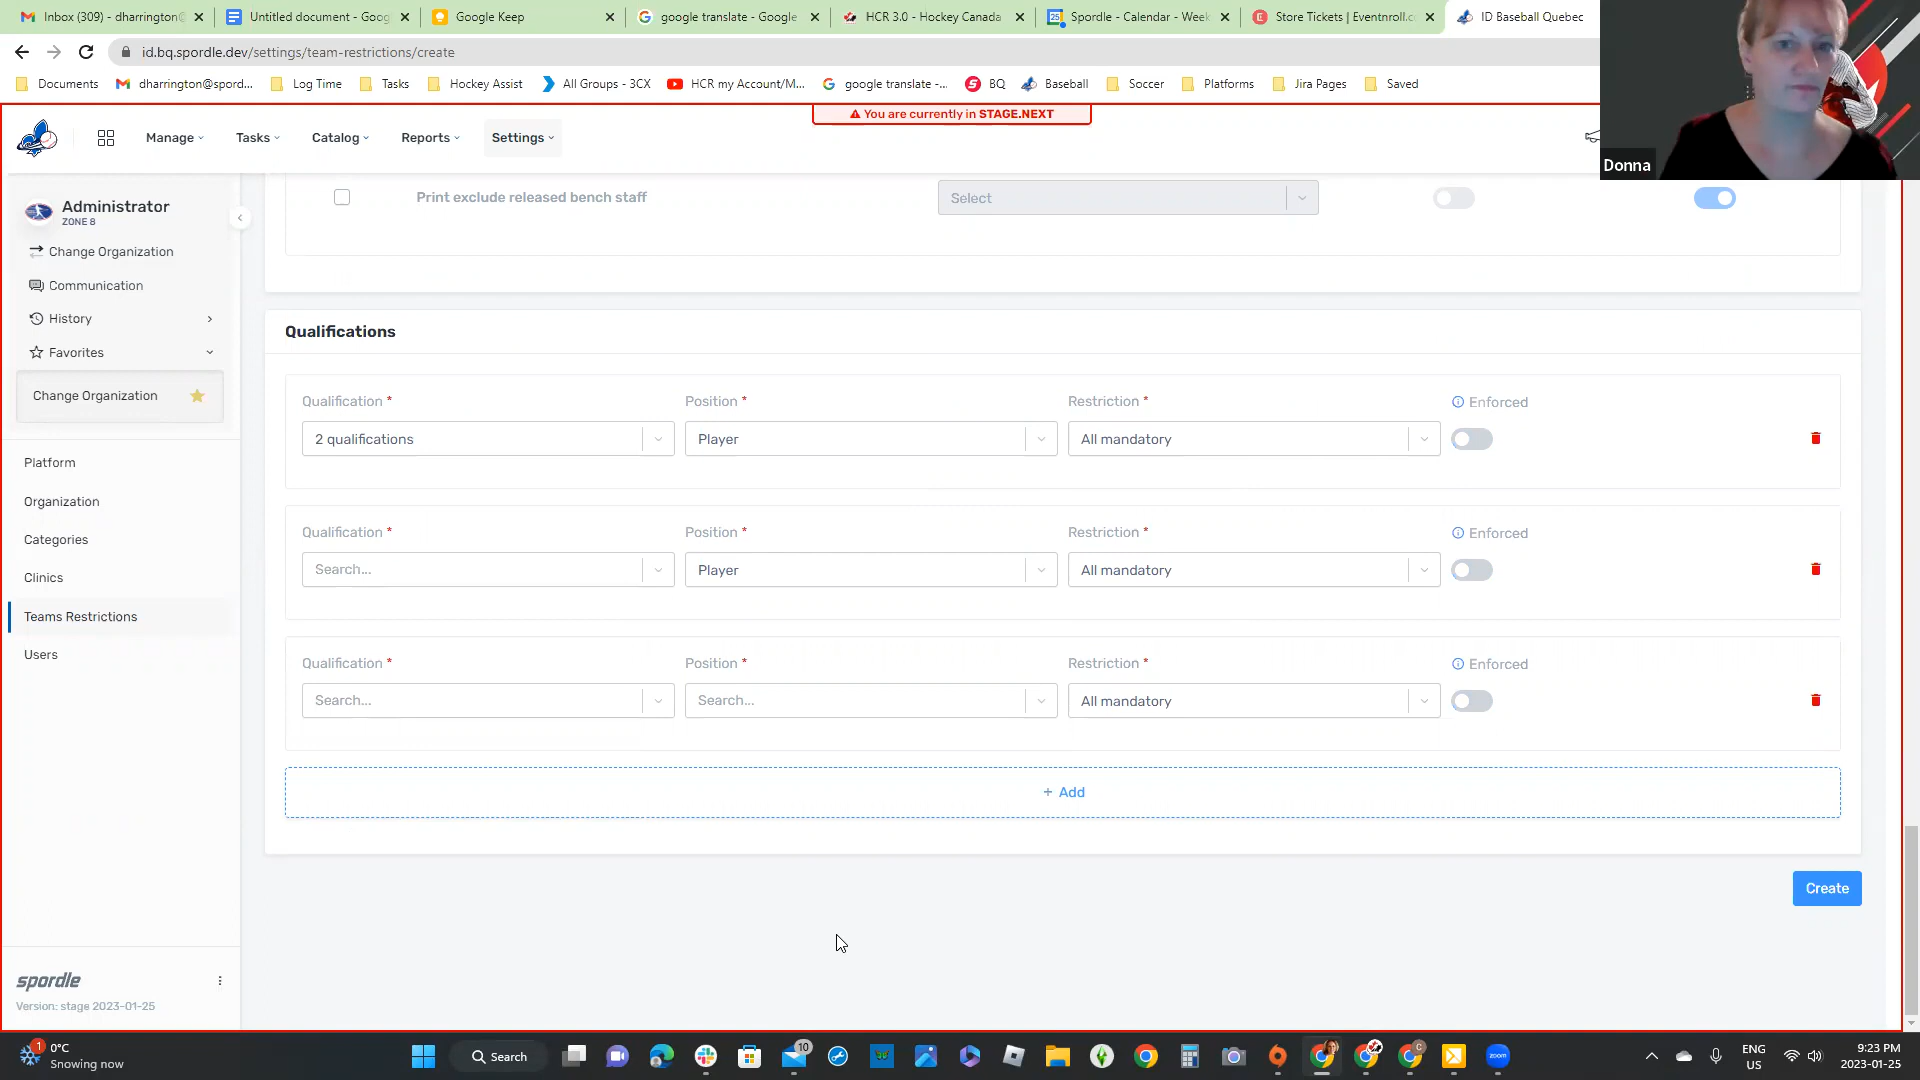 Inbox (309) - dharrington@
Untitled document - Goog
Google Keep
google translate - Google
HCR 3.0 - Hockey Canada
Spordle - Calendar - Week
Store Tickets | Eventnroll.c
ID Baseball Quebec
id.bq.spordle.dev/settings/team-restrictions/create
Documents
dharrington@spord...
Log Time
Tasks
Hockey Assist
All Groups - 3CX
HCR my Account/M...
google translate -...
BQ
Baseball
Soccer
Platforms
Jira Pages
Saved
You are currently in STAGE.NEXT
Manage
Tasks
Catalog
Reports
Settings
Donna
Administrator
ZONE 8
Change Organization
Communication
History
Favorites
Change Organization
Platform
Organization
Categories
Clinics
Teams Restrictions
Users
spordle
Version: stage 2023-01-25
Print exclude released bench staff
Select
Qualifications
Qualification * Position * Restriction * Enforced
2 qualifications Player All mandatory
Qualification * Position * Restriction * Enforced
Search... Player All mandatory
Qualification * Position * Restriction * Enforced
Search... Search... All mandatory
+ Add
Create
1
0°C
Snowing now
Search
10
C
zoom
ENG
US
9:23 PM
2023-01-25